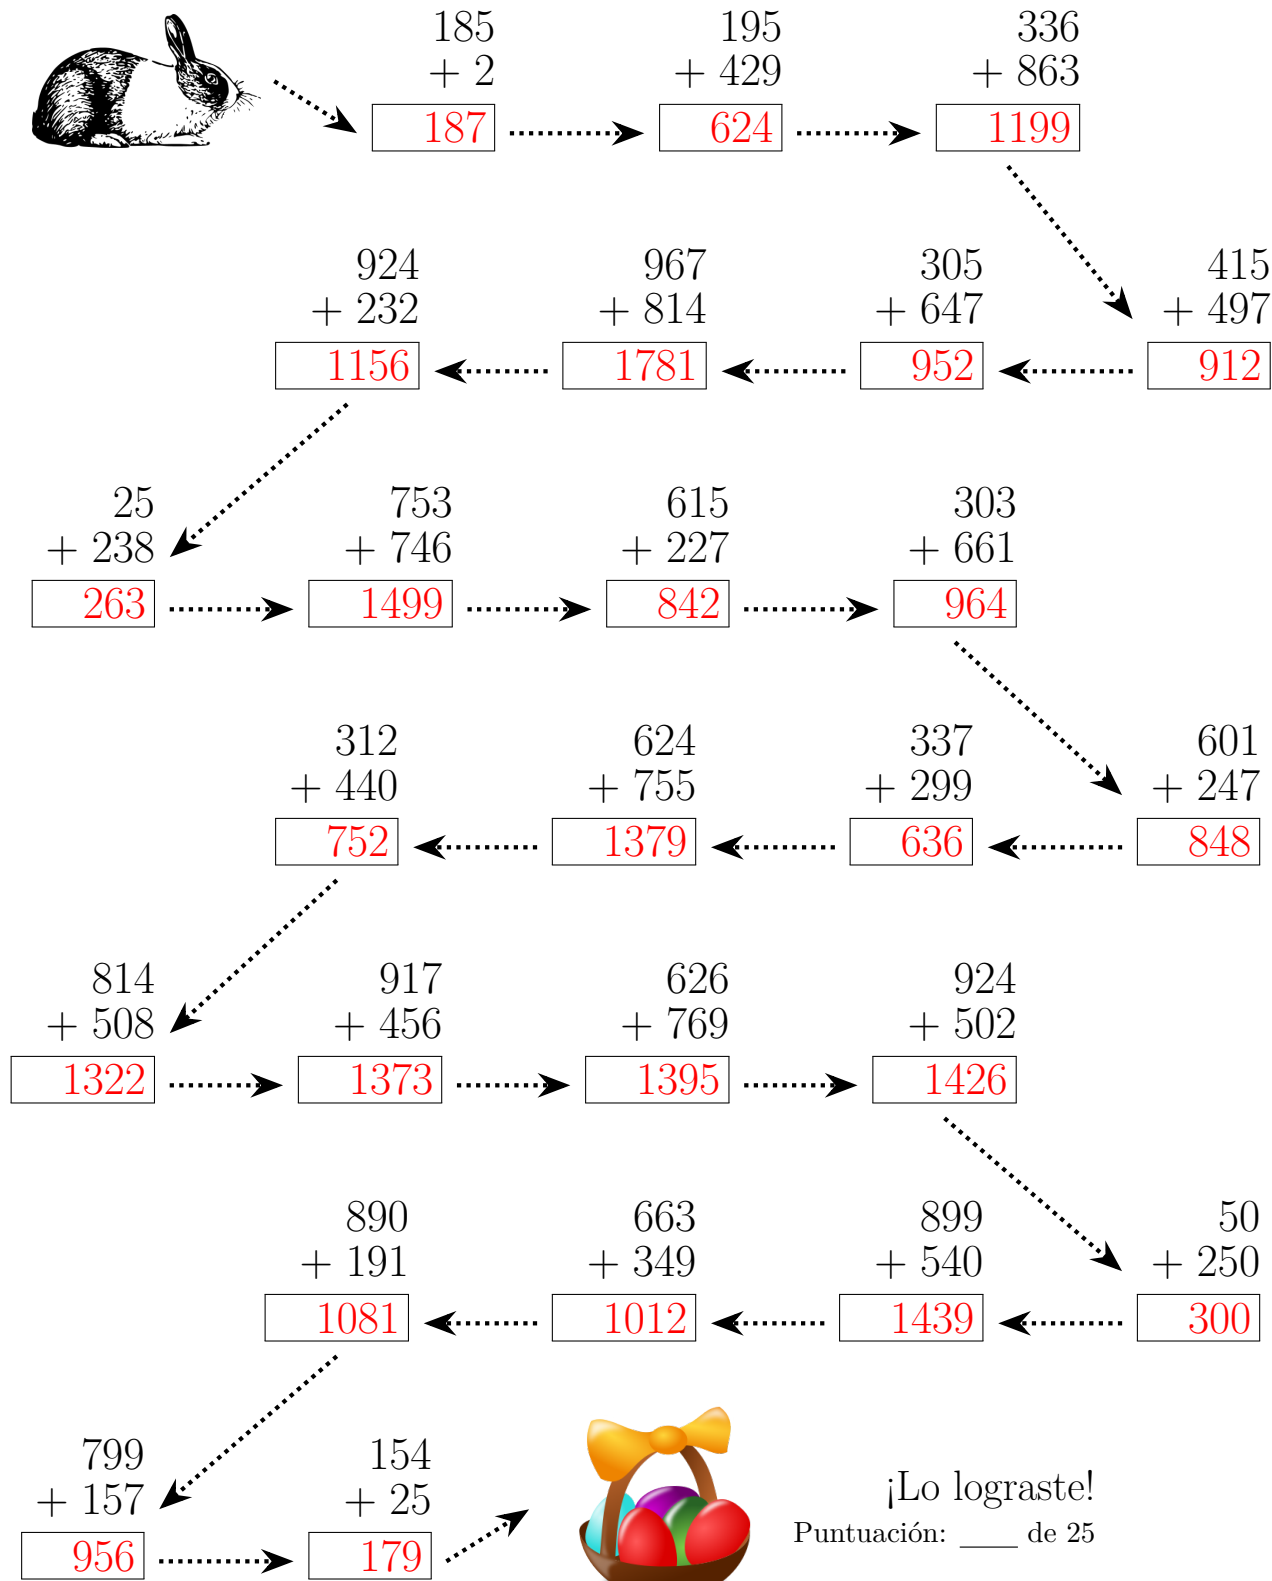 185 195 336
+ 2 + 429 + 863
187 624 1199
924 967 305 415
+ 232 + 814 + 647 + 497
1156 1781 952 912
25 753 615 303
+ 238 + 746 + 227 + 661
263 1499 842 964
312 624 337 601
+ 440 + 755 + 299 + 247
752 1379 636 848
814 917 626 924
+ 508 + 456 + 769 + 502
1322 1373 1395 1426
890 663 899 50
+ 191 + 349 + 540 + 250
1081 1012 1439 300
799 154
+ 157 + 25
956 179
¡Lo lograste!
Puntuación: ____ de 25